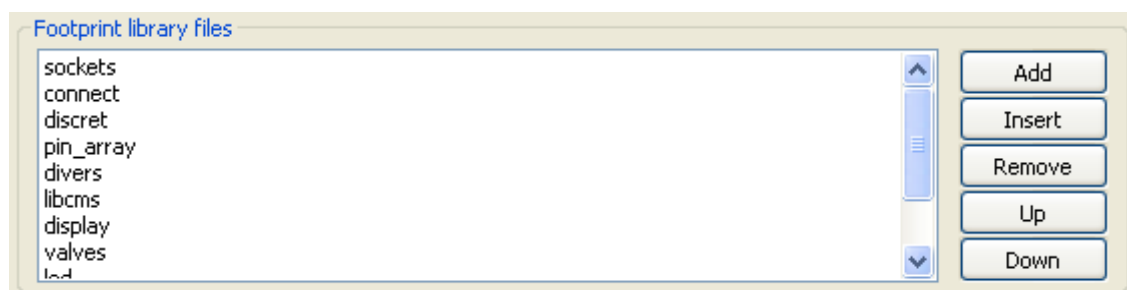 Footprint library files
sockets
connect
discret
pin_array
divers
libcms
display
valves
Add
Insert
Remove
Up
Down